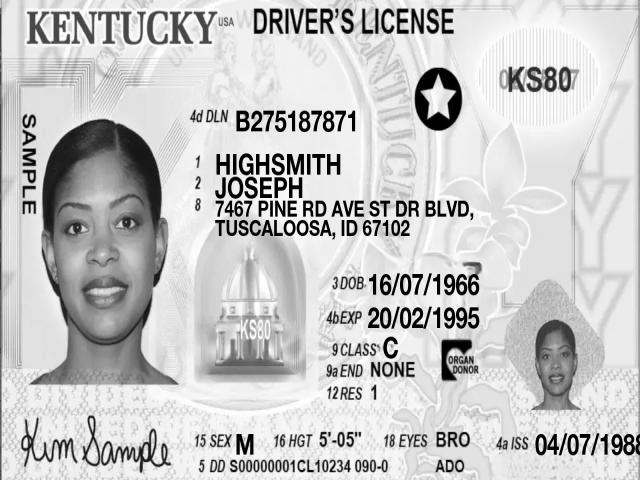 KENTUCKY USA DRIVER'S LICENSE
KS80
4d DLN B275187871
SAMPLE
1 HIGHSMITH
2 JOSEPH
8 7467 PINE RD AVE ST DR BLVD,
TUSCALOOSA, ID 67102
3 DOB 16/07/1966
4b EXP 20/02/1995
KS80
9 CLASS C
9a END NONE
ORGAN DONOR
12 RES 1
Kim Sample
15 SEX M 16 HGT 5'-05" 18 EYES BRO 4a ISS 04/07/1988
5 DD S00000001CL10234 090-0 ADO